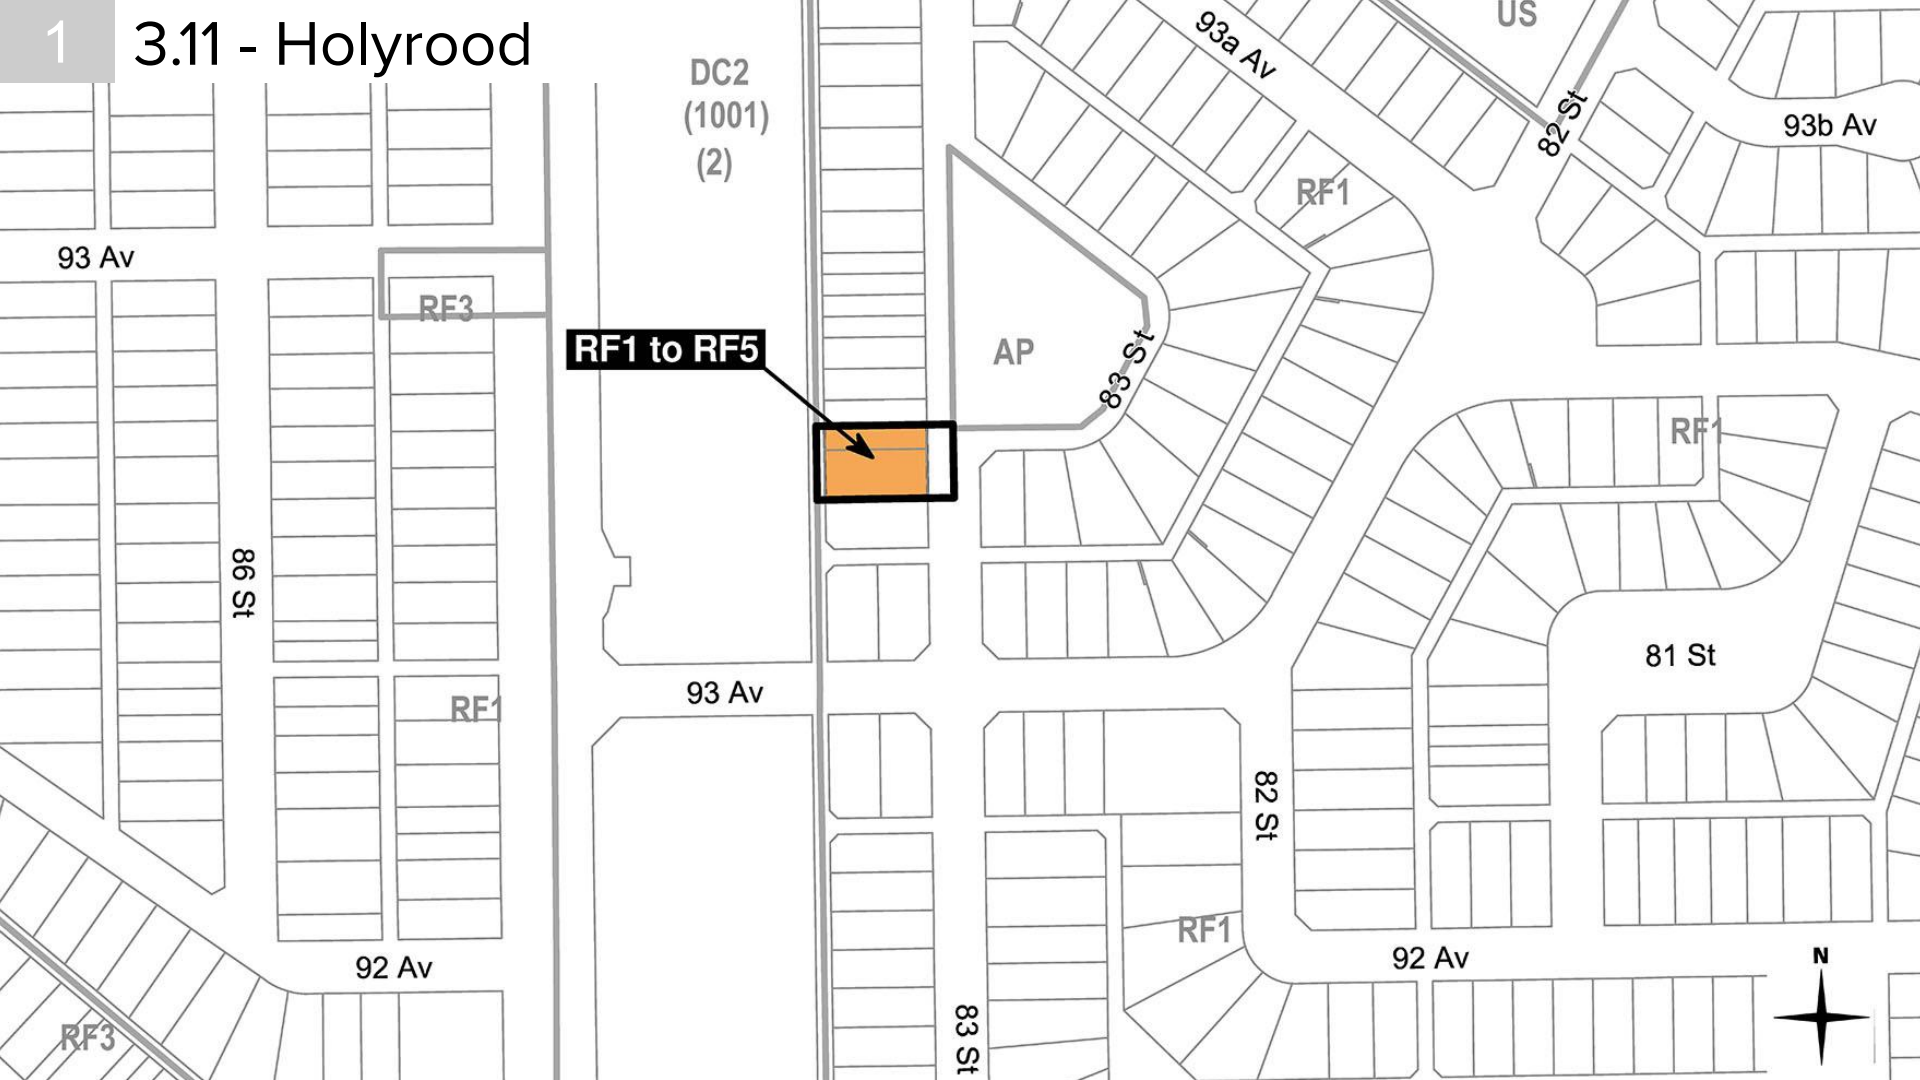 1
3.11 - Holyrood
US
93a Av
DC2
(1001)
(2)
82 St
93b Av
RF1
93 Av
RF3
RF1 to RF5
AP
83 St
RF1
86 St
81 St
93 Av
RF1
82 St
RF1
92 Av
92 Av
N
RF3
83 St